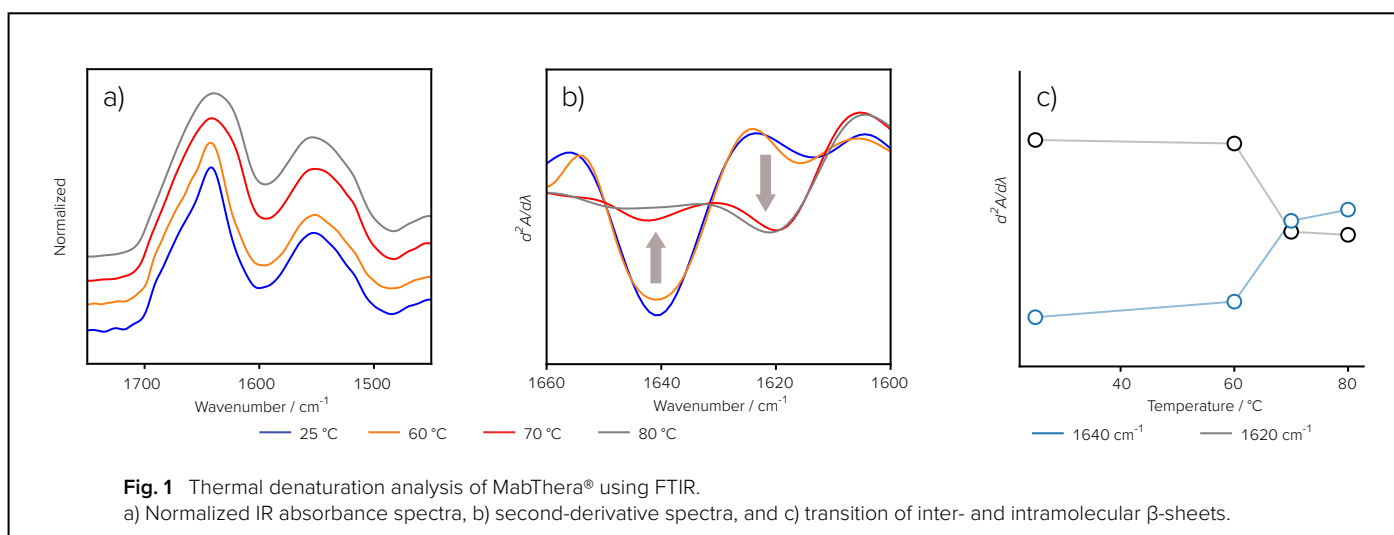 a)
Normalized
1700
1600
1500
Wavenumber / cm⁻¹
b)
d²A/dλ
1660
1640
1620
1600
Wavenumber / cm⁻¹
c)
d²A/dλ
40
60
80
Temperature / °C
25 °C
60 °C
70 °C
80 °C
1640 cm⁻¹
1620 cm⁻¹
Fig. 1 Thermal denaturation analysis of MabThera® using FTIR.
a) Normalized IR absorbance spectra, b) second-derivative spectra, and c) transition of inter- and intramolecular β-sheets.